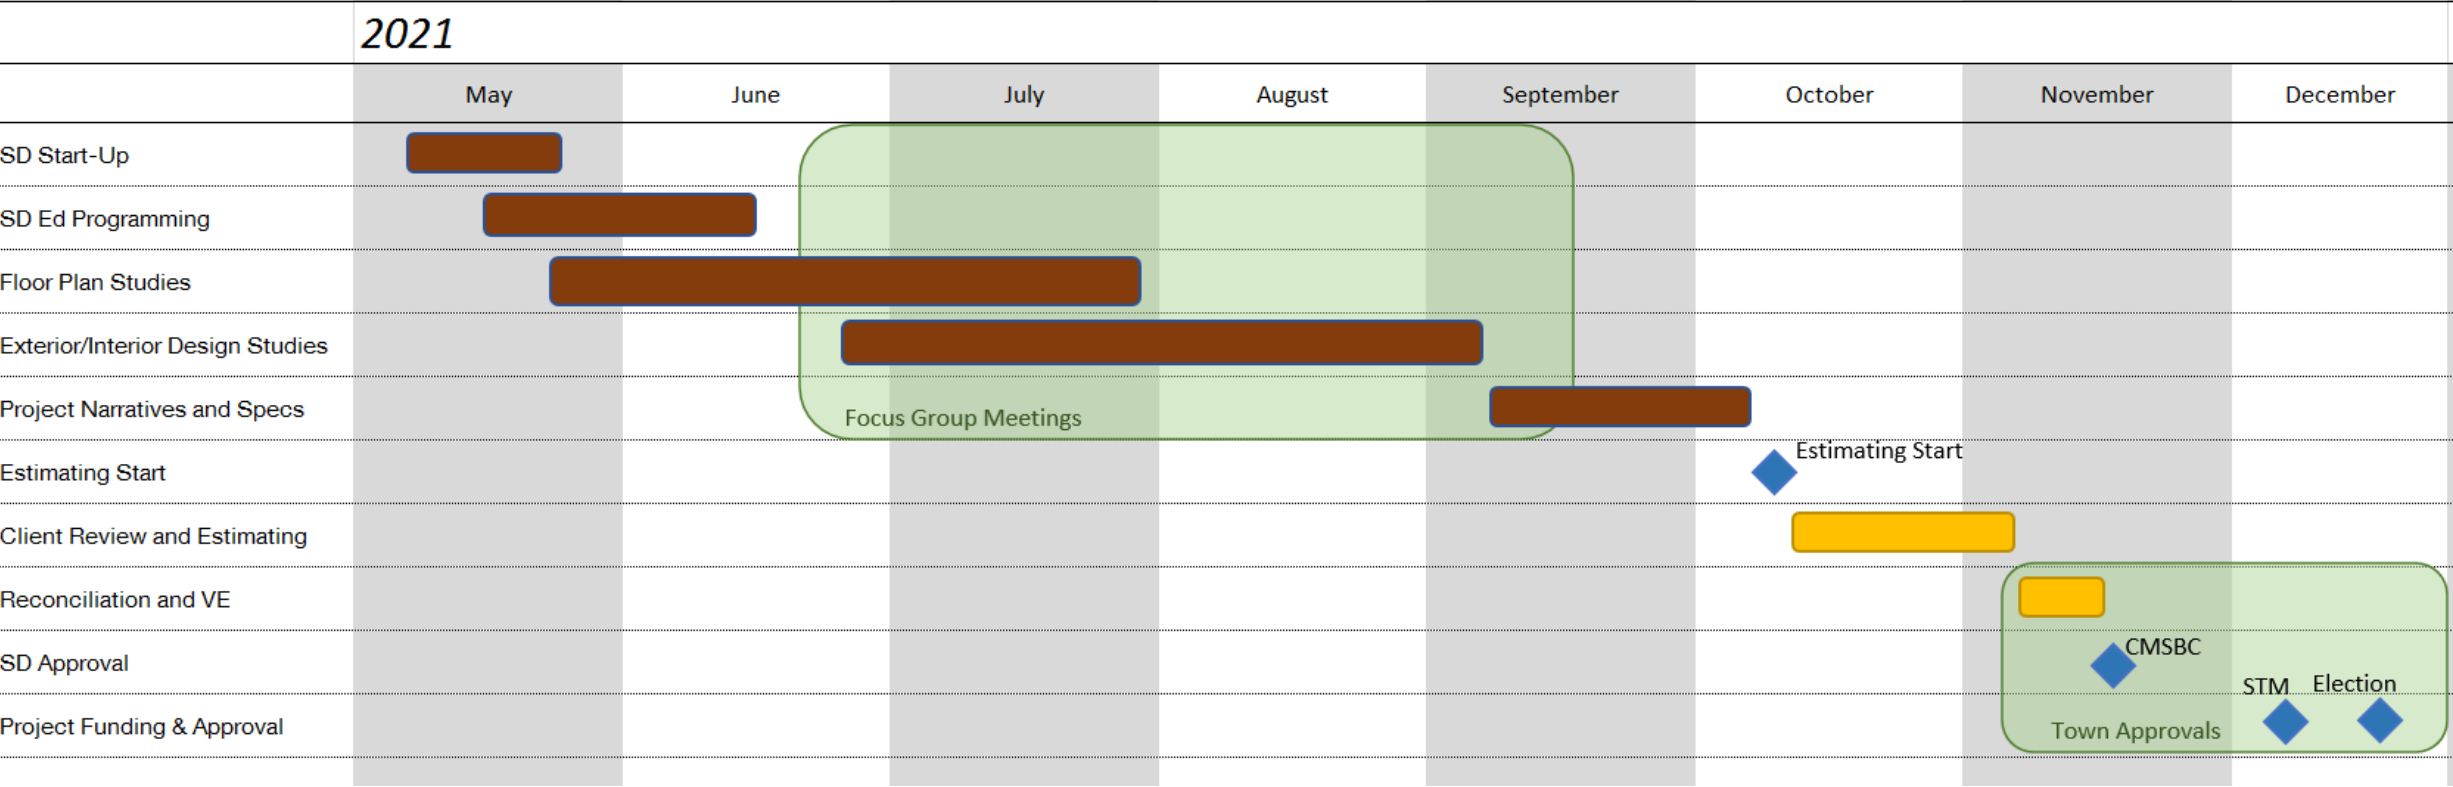 2021
May June July August September October November December
SD Start-Up
SD Ed Programming
Floor Plan Studies
Exterior/Interior Design Studies
Project Narratives and Specs
Focus Group Meetings
Estimating Start
Estimating Start
Client Review and Estimating
Reconciliation and VE
SD Approval
CMSBC
STM Election
Project Funding & Approval
Town Approvals